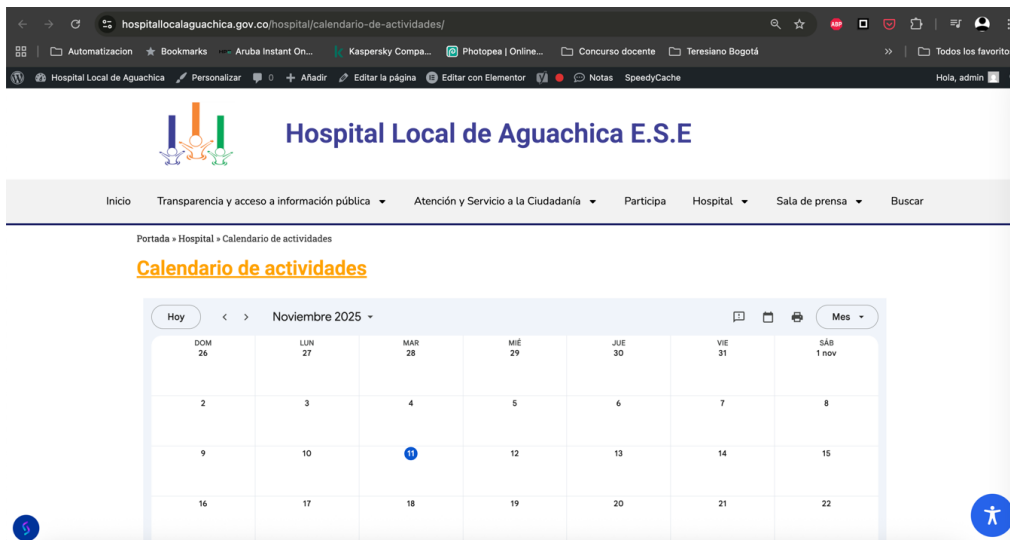 hospitallocalaguachica.gov.co/hospital/calendario-de-actividades/
ABP
Automatizacion Bookmarks Aruba Instant On... Kaspersky Compa... Photopea | Online... Concurso docente Teresiano Bogotá » Todos los favorito
Hospital Local de Aguachica Personalizar 0 + Añadir Editar la página Editar con Elementor Notas SpeedyCache Hola, admin
Hospital Local de Aguachica E.S.E
Inicio Transparencia y acceso a información pública Atención y Servicio a la Ciudadanía Participa Hospital Sala de prensa Buscar
Portada » Hospital » Calendario de actividades
Calendario de actividades
Hoy < > Noviembre 2025 Mes
DOM LUN MAR MIÉ JUE VIE SÁB
26 27 28 29 30 31 1 nov
2 3 4 5 6 7 8
9 10 11 12 13 14 15
16 17 18 19 20 21 22